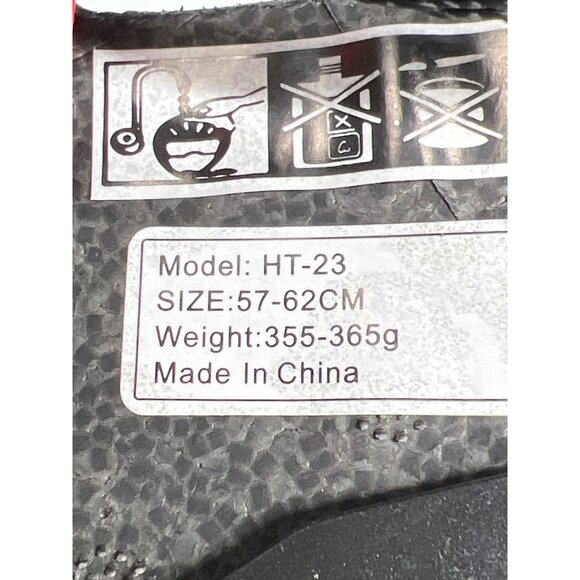 Model: HT-23
SIZE:57-62CM
Weight:355-365g
Made In China